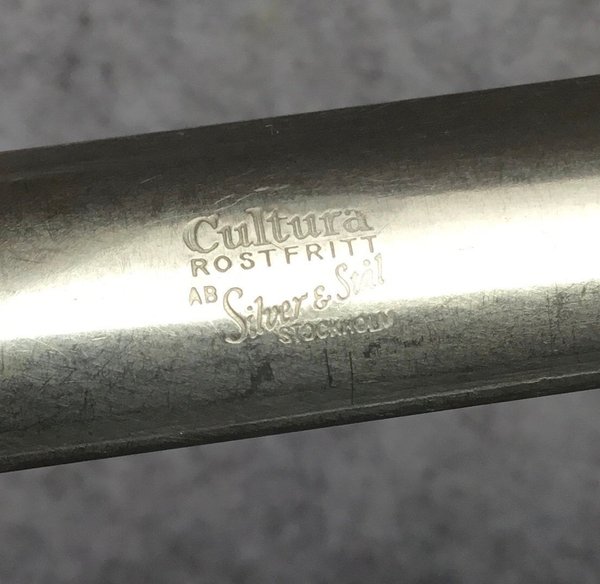 Cultura
ROSTFRITT
AB Silver & Stål
STOCKHOLM